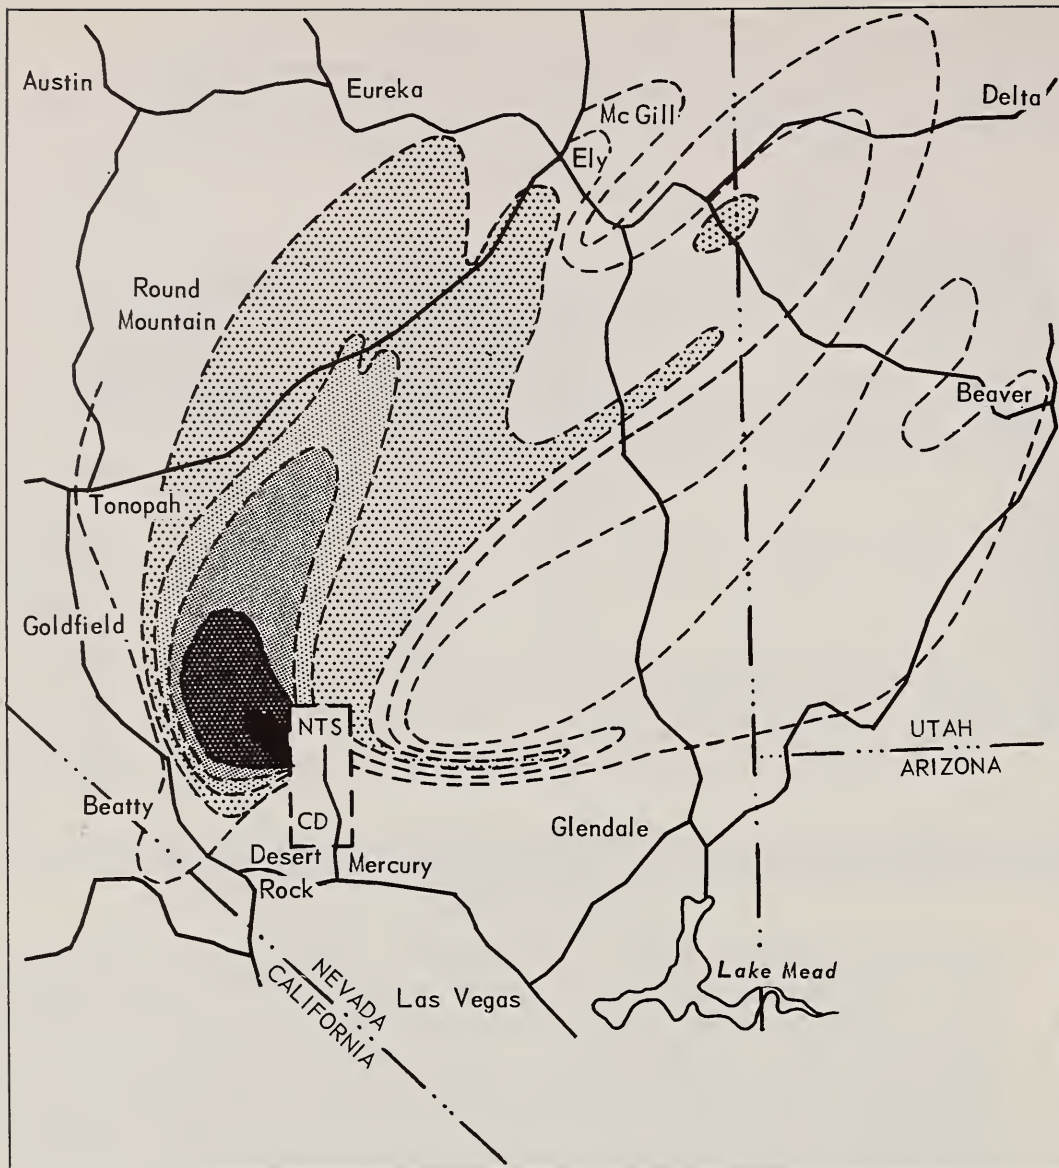 Austin
Eureka
Mc Gill
Delta
Ely
Round
Mountain
Beaver
Tonopah
Goldfield
NTS
UTAH
ARIZONA
Beatty
CD
Glendale
Desert
Rock
Mercury
Lake Mead
Las Vegas
NEVADA
CALIFORNIA